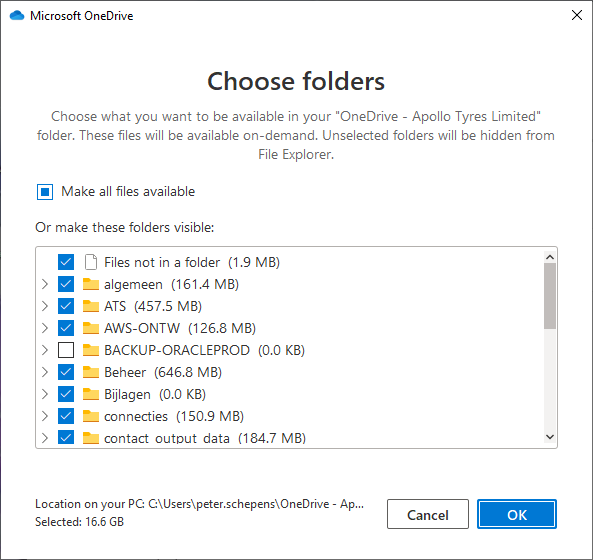 Microsoft OneDrive
Choose folders
Choose what you want to be available in your "OneDrive - Apollo Tyres Limited"
folder. These files will be available on-demand. Unselected folders will be hidden from
File Explorer.
Make all files available
Or make these folders visible:
Files not in a folder (1.9 MB)
algemeen (161.4 MB)
ATS (457.5 MB)
AWS-ONTW (126.8 MB)
BACKUP-ORACLEPROD (0.0 KB)
Beheer (646.8 MB)
Bijlagen (0.0 KB)
connecties (150.9 MB)
contact_output_data (184.7 MB)
Location on your PC: C:\Users\peter.schepens\OneDrive - Ap...
Selected: 16.6 GB
Cancel
OK